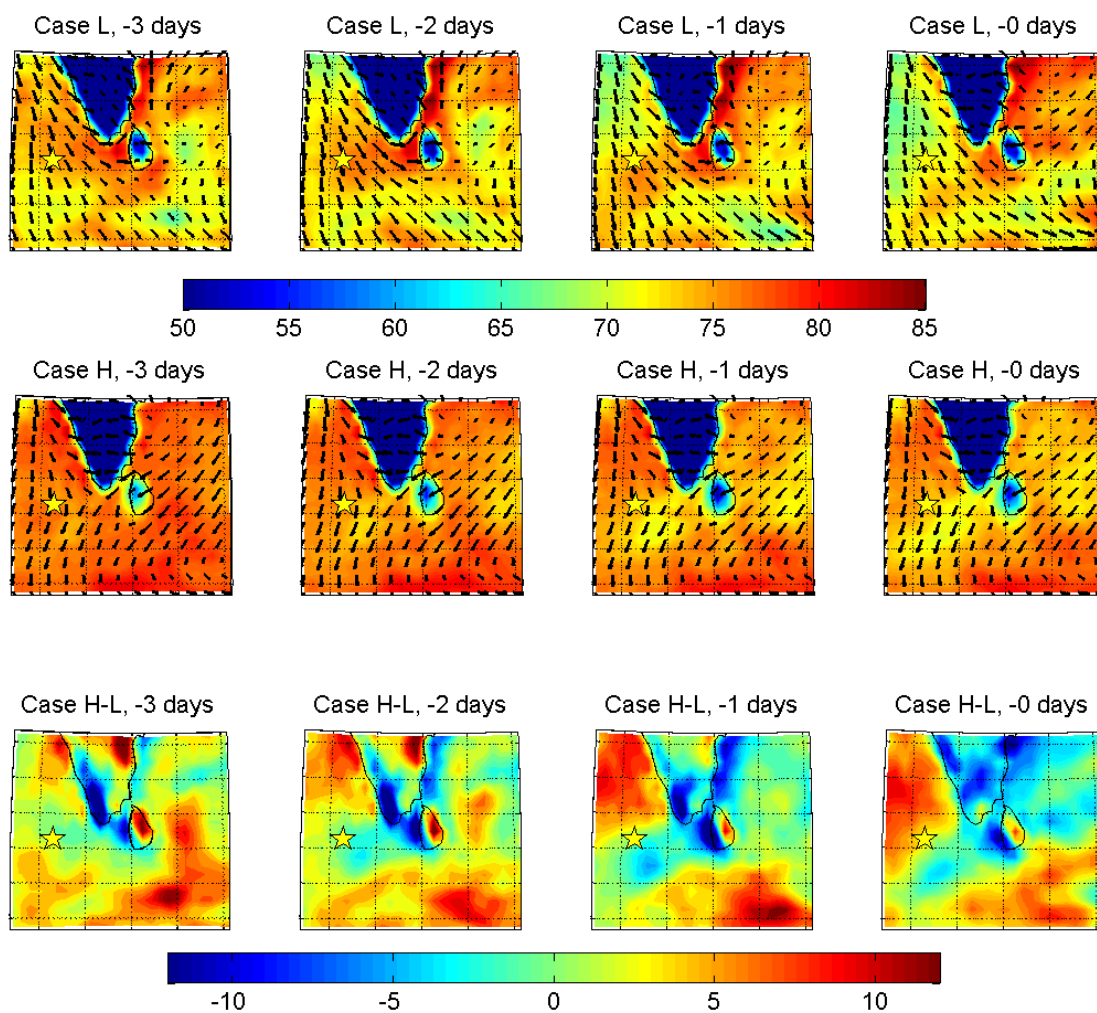 Case L, -3 days Case L, -2 days Case L, -1 days Case L, -0 days
50 55 60 65 70 75 80 85
Case H, -3 days Case H, -2 days Case H, -1 days Case H, -0 days
Case H-L, -3 days Case H-L, -2 days Case H-L, -1 days Case H-L, -0 days
-10 -5 0 5 10